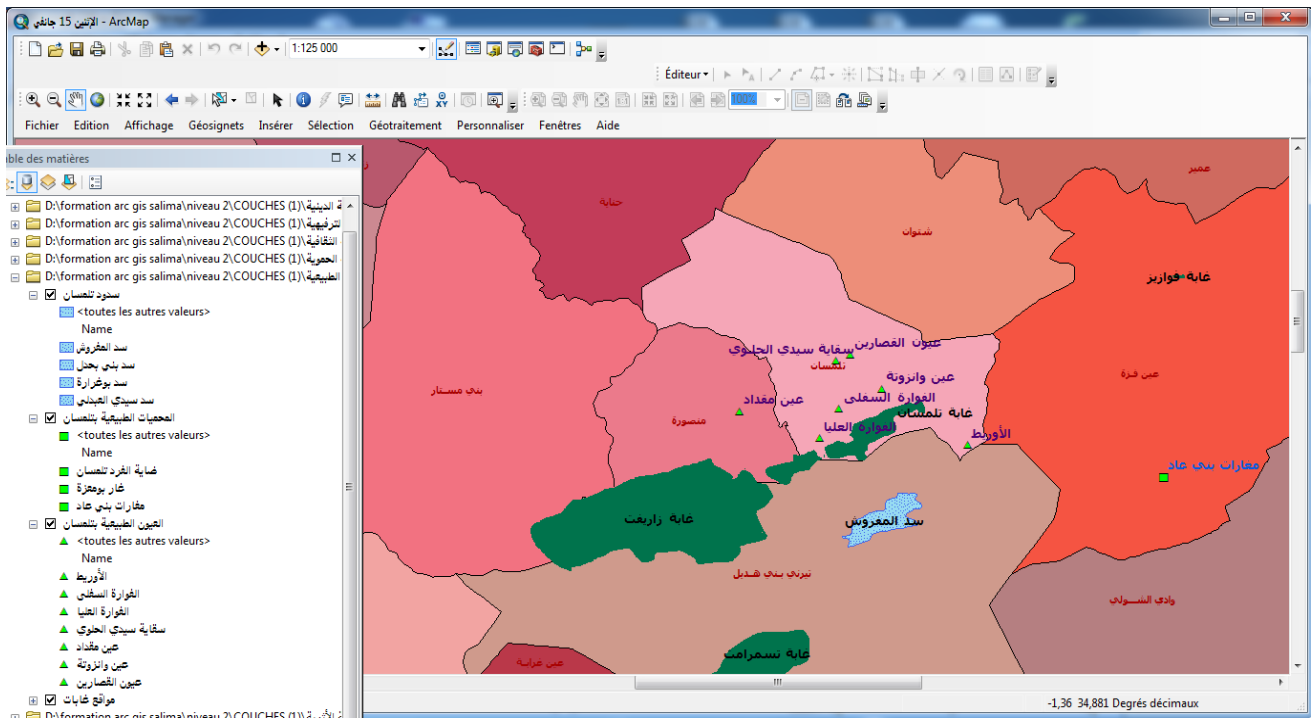 الإثنين 15 جانفي - ArcMap
1:125 000
Éditeur
100%
Fichier Edition Affichage Géosignets Insérer Sélection Géotraitement Personnaliser Fenêtres Aide
ble des matières
D:\formation arc gis salima\niveau 2\COUCHES (1)\ة الدينية
D:\formation arc gis salima\niveau 2\COUCHES (1)\لترفيهية
D:\formation arc gis salima\niveau 2\COUCHES (1)\الثقافية
D:\formation arc gis salima\niveau 2\COUCHES (1)\الحموية
D:\formation arc gis salima\niveau 2\COUCHES (1)\الطبيعية
سدود تلمسان
<toutes les autres valeurs>
Name
سد المفروش
سد بني بحدل
سد بوغرارة
سد سيدي العبدلي
المحميات الطبيعية بتلمسان
<toutes les autres valeurs>
Name
ضاية الفرد تلمسان
غار بومعزة
مغارات بني عاد
العيون الطبيعية بتلمسان
<toutes les autres valeurs>
Name
الأوريط
الفوارة السفلى
الفوارة العليا
سقاية سيدي الحلوي
عين مقداد
عين وانزوتة
عيون القصارين
مواقع غابات
D:\formation arc gis salima\niveau 2\COUCHES (1)\
عمير
حناية
شتوان
غابة فوازيز
عيون القصارين
سقاية سيدي الحلوي
تلمسان
عين وانزوتة
عين فزة
بني مستار
عين مقداد
الفوارة السفلى
غابة تلمسان
منصورة
الفوارة العليا
الأوريط
مغارات بني عاد
غابة زاريفت
سد المفروش
تيرني بني هديل
وادي الشولي
غابة تسمرامت
عين غرابة
-1,36 34,881 Degrés décimaux